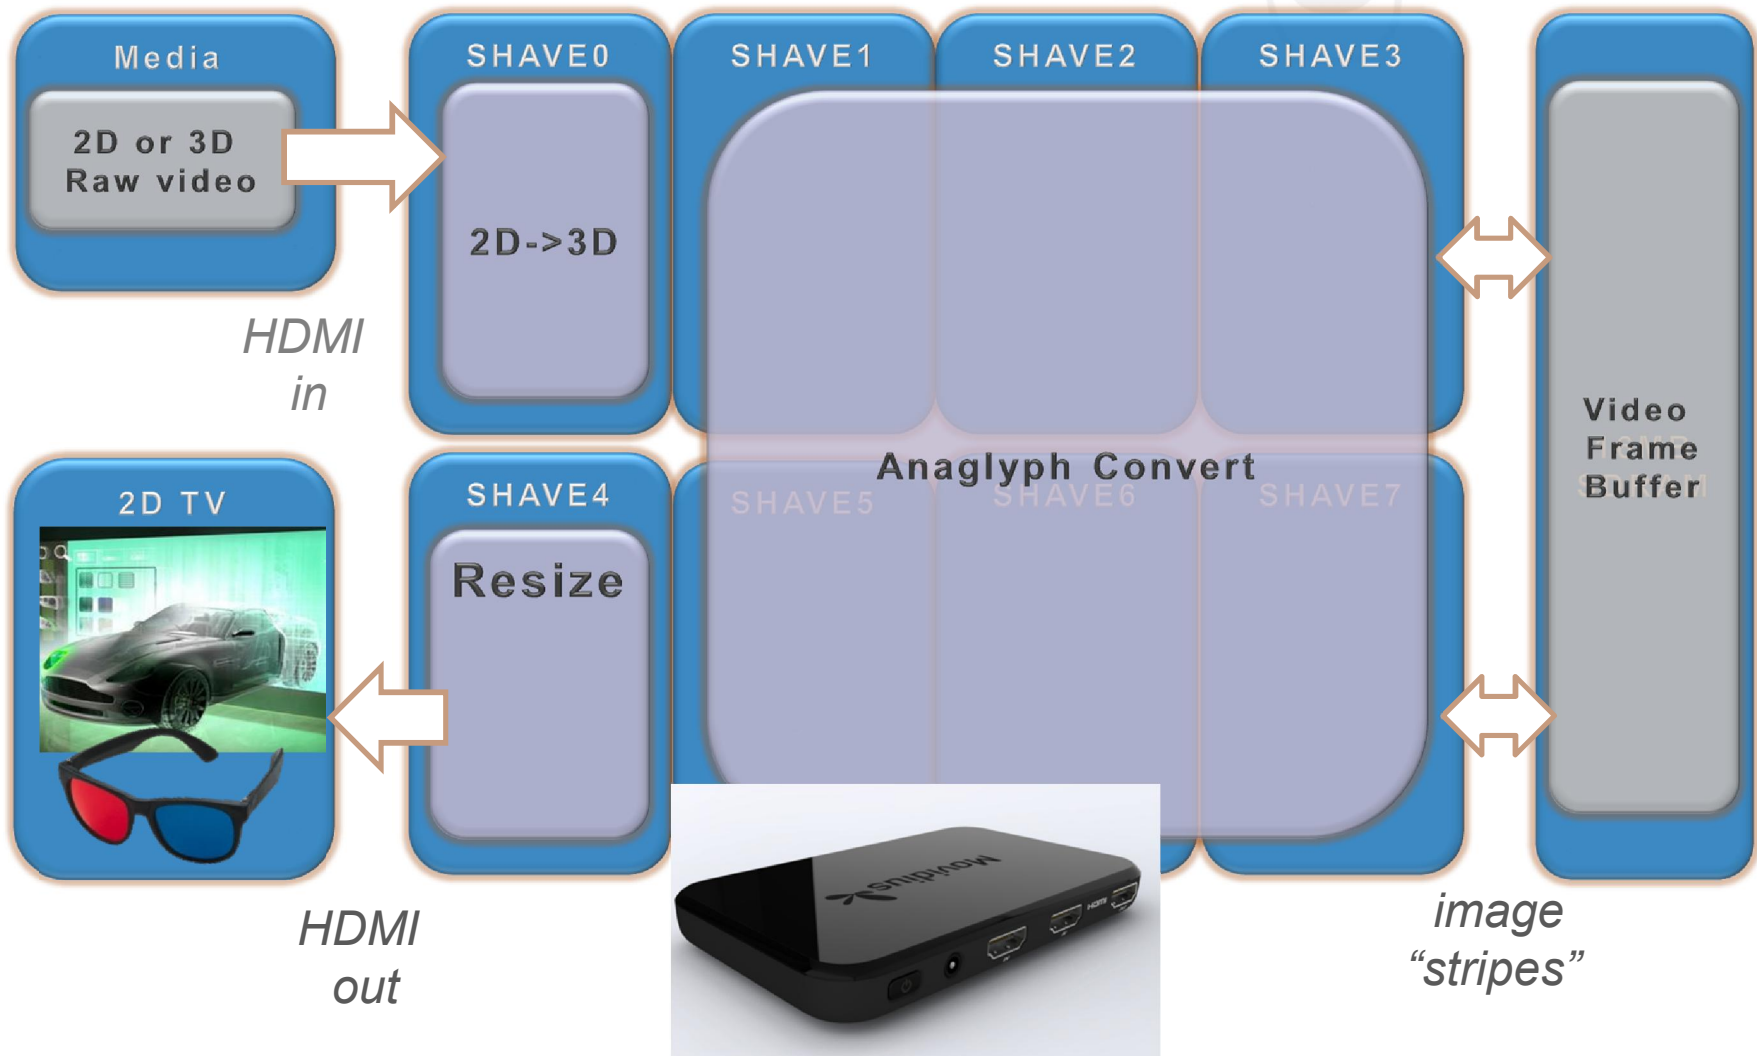 Media
2D or 3D
Raw video
SHAVE0
SHAVE1
SHAVE2
SHAVE3
2D->3D
HDMI
in
Anaglyph Convert
Video
Frame
Buffer
2D TV
SHAVE4
SHAVE5
SHAVE6
SHAVE7
Resize
HDMI
out
Movidius
HDMI
image
“stripes”